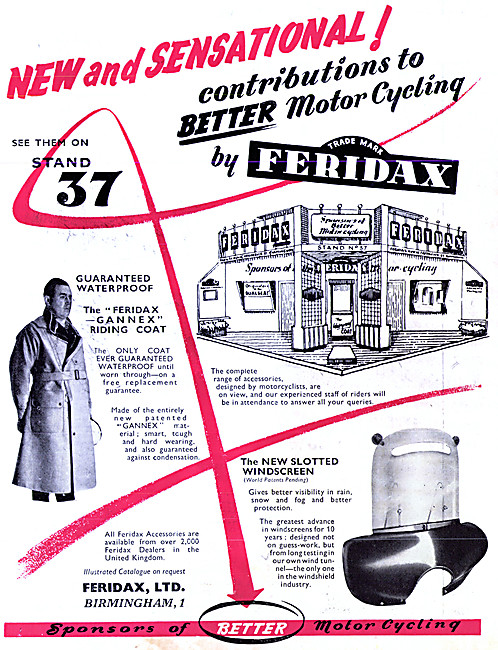 NEW and SENSATIONAL!
contributions to
BETTER Motor Cycling
by
TRADE MARK
FERIDAX
SEE THEM ON
STAND
37
FERIDAX
Sponsors of
Better
Motor cycling
FERIDAX
STAND Nº 37
Sponsors of
FERIDAX
cycling
GUARANTEED
WATERPROOF
The "FERIDAX
—GANNEX"
RIDING COAT
The ONLY COAT
EVER GUARANTEED
WATERPROOF until
worn through—on a
free replacement
guarantee.
Made of the entirely
new patented
"GANNEX" mat-
erial; smart, tough
and hard wearing,
and also guaranteed
against condensation.
The complete
range of accessories,
designed by motorcyclists, are
on view, and our experienced staff of riders will
be in attendance to answer all your queries.
The NEW SLOTTED
WINDSCREEN
(World Patents Pending)
Gives better visibility in rain,
snow and fog and better
protection.
The greatest advance
in windscreens for 10
years: designed not
on guess-work, but
from long testing in
our own wind tun-
nel—the only one
in the windshield
industry.
All Feridax Accessories are
available from over 2,000
Feridax Dealers in the
United Kingdom.
Illustrated Catalogue on request
FERIDAX, LTD.
BIRMINGHAM, 1
Sponsors of BETTER Motor Cycling